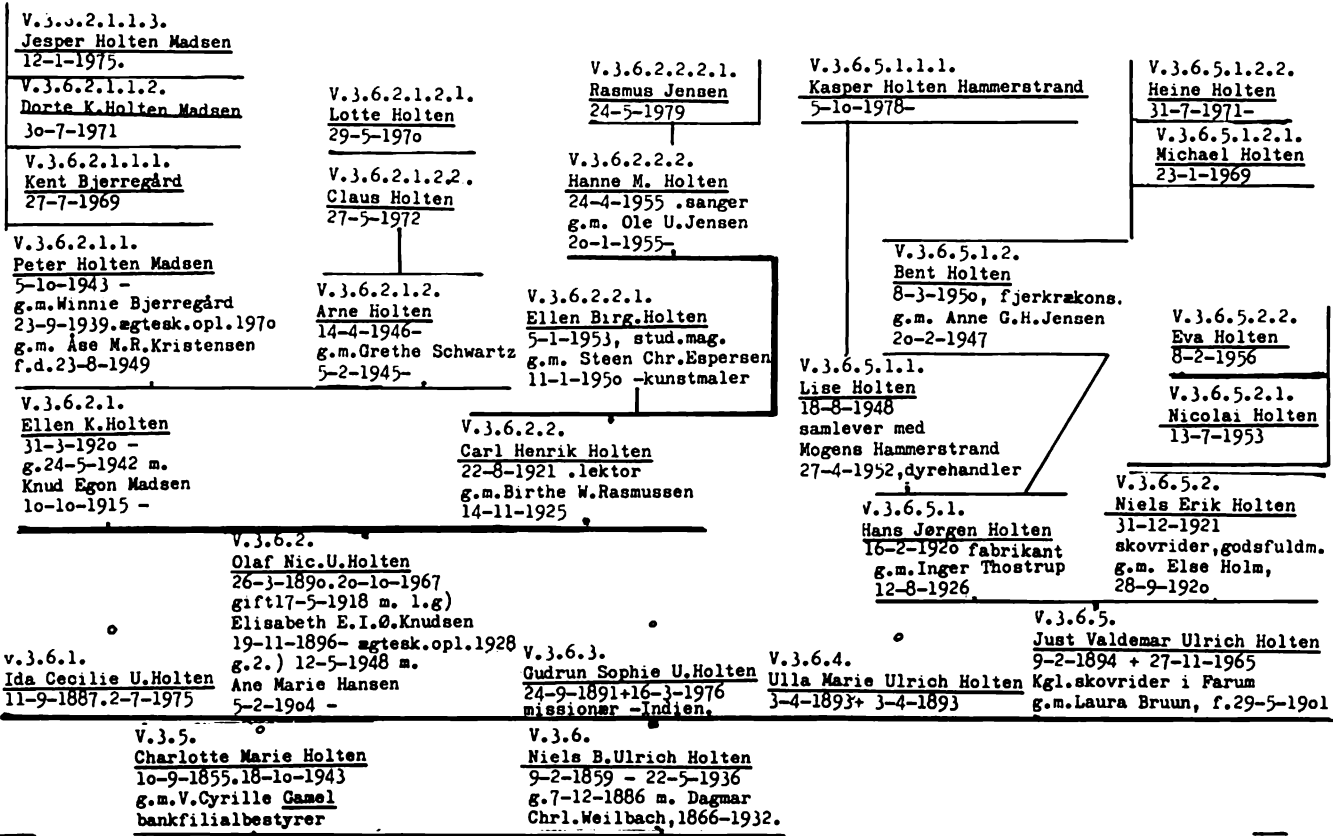 V.3.6.2.1.1.3.
Jesper Holten Madsen
12-1-1975.
V.3.6.2.1.1.2.
Dorte K.Holten Madsen
3o-7-1971
V.3.6.2.1.1.1.
Kent Bjerregård
27-7-1969
V.3.6.2.1.1.
Peter Holten Madsen
5-1o-1943 -
g.m.Winnie Bjerregård
23-9-1939.ægtesk.opl.197o
g.m. Åse M.R.Kristensen
f.d.23-8-1949
V.3.6.2.1.2.1.
Lotte Holten
29-5-197o
V.3.6.2.1.2.2.
Claus Holten
27-5-1972
V.3.6.2.1.2.
Arne Holten
14-4-1946-
g.m.Grethe Schwartz
5-2-1945-
V.3.6.2.2.2.1.
Rasmus Jensen
24-5-1979
V.3.6.2.2.2.
Hanne M. Holten
24-4-1955 .sanger
g.m. Ole U.Jensen
2o-1-1955-
V.3.6.2.2.1.
Ellen Birg.Holten
5-1-1953, stud.mag.
g.m. Steen Chr.Espersen
11-1-195o -kunstmaler
V.3.6.5.1.1.1.
Kasper Holten Hammerstrand
5-1o-1978-
V.3.6.5.1.2.2.
Heine Holten
31-7-1971-
V.3.6.5.1.2.1.
Michael Holten
23-1-1969
V.3.6.5.1.2.
Bent Holten
8-3-195o, fjerkrækons.
g.m. Anne G.H.Jensen
2o-2-1947
V.3.6.5.2.2.
Eva Holten
8-2-1956
V.3.6.5.2.1.
Nicolai Holten
13-7-1953
V.3.6.5.1.1.
Lise Holten
18-8-1948
samlever med
Mogens Hammerstrand
27-4-1952,dyrehandler
V.3.6.2.1.
Ellen K.Holten
31-3-192o -
g.24-5-1942 m.
Knud Egon Madsen
1o-1o-1915 -
V.3.6.2.2.
Carl Henrik Holten
22-8-1921 .lektor
g.m.Birthe W.Rasmussen
14-11-1925
V.3.6.5.1.
Hans Jørgen Holten
16-2-192o fabrikant
g.m.Inger Thostrup
12-8-1926
V.3.6.5.2.
Niels Erik Holten
31-12-1921
skovrider,godsfuldm.
g.m. Else Holm,
28-9-192o
V.3.6.1.
Ida Cecilie U.Holten
11-9-1887.2-7-1975
V.3.6.2.
Olaf Nic.U.Holten
26-3-189o.2o-1o-1967
gift17-5-1918 m. 1.g)
Elisabeth E.I.Ø.Knudsen
19-11-1896- ægtesk.opl.1928
g.2.) 12-5-1948 m.
Ane Marie Hansen
5-2-19o4 -
V.3.6.3.
Gudrun Sophie U.Holten
24-9-1891+16-3-1976
missionær -Indien.
V.3.6.4.
Ulla Marie Ulrich Holten
3-4-1893+ 3-4-1893
V.3.6.5.
Just Valdemar Ulrich Holten
9-2-1894 + 27-11-1965
Kgl.skovrider i Farum
g.m.Laura Bruun, f.29-5-19o1
V.3.5.
Charlotte Marie Holten
1o-9-1855.18-1o-1943
g.m.V.Cyrille Gamel
bankfilialbestyrer
V.3.6.
Niels B.Ulrich Holten
9-2-1859 - 22-5-1936
g.7-12-1886 m. Dagmar
Chrl.Weilbach,1866-1932.